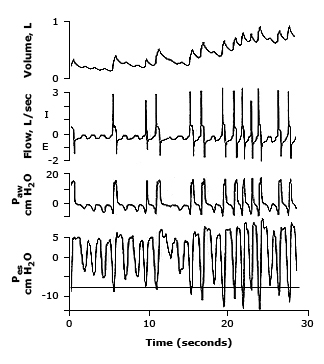 1
Volume, L
0
3
Flow, L/sec
I
E
-2
20
Paw
cm H2O
0
5
Pes
cm H2O
0
-10
0 10 20 30
Time (seconds)